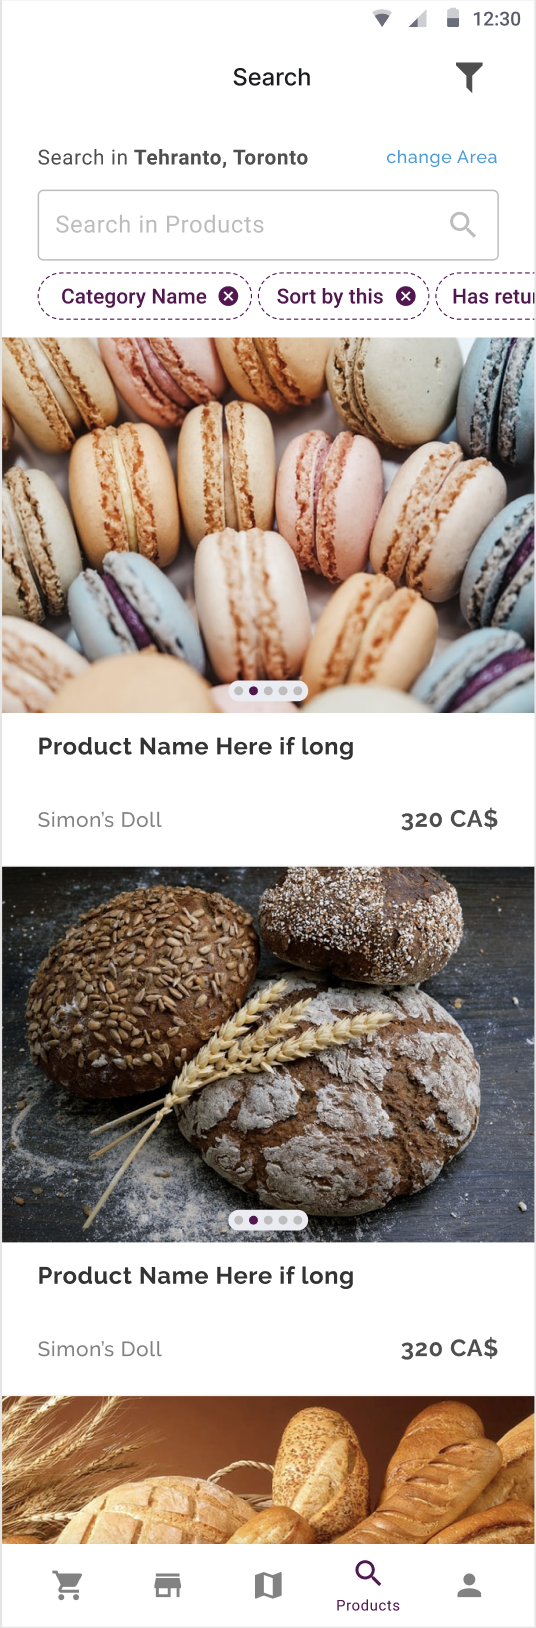 12:30
Search
Search in Tehranto, Toronto
change Area
Search in Products
Category Name
Sort by this
Has retu
Product Name Here if long
Simon's Doll
320 CA$
Product Name Here if long
Simon's Doll
320 CA$
Products